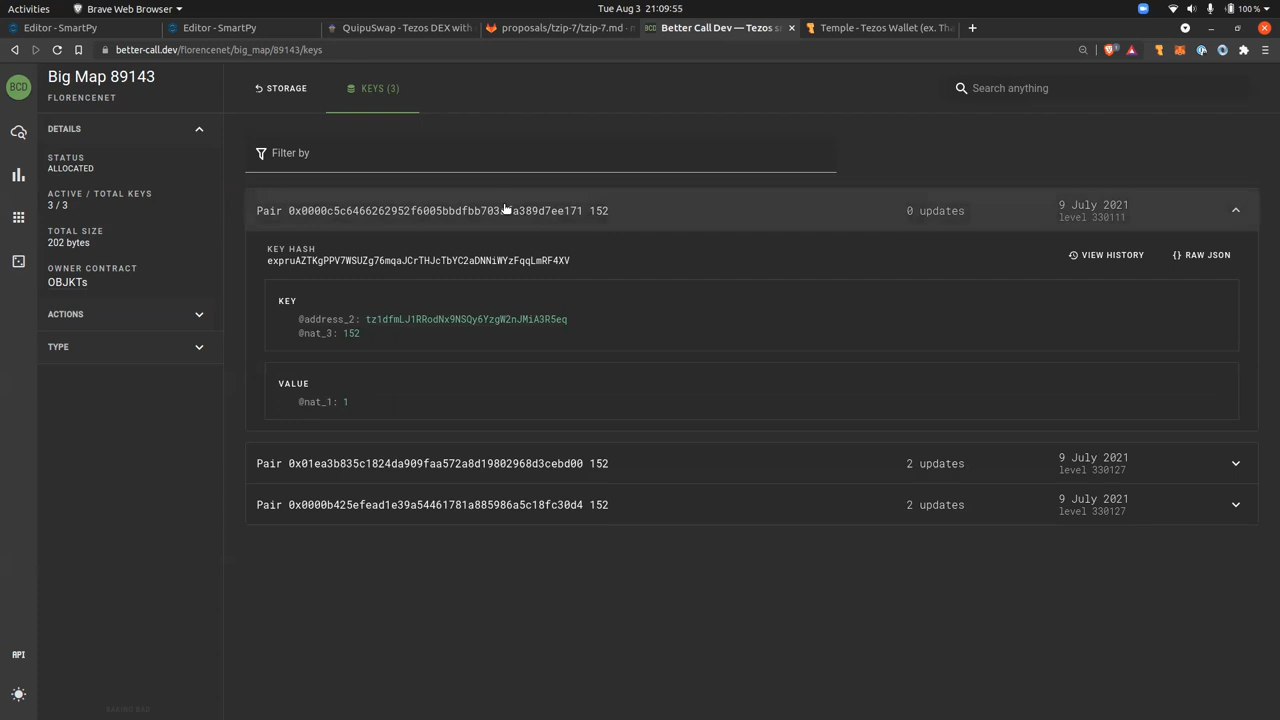 Activities
Brave Web Browser
Tue Aug 3 21:09:55
100 %
Editor - SmartPy
Editor - SmartPy
QuipuSwap - Tezos DEX with
proposals/tzip-7/tzip-7.md · m
Better Call Dev — Tezos s
Temple - Tezos Wallet (ex. Tha
better-call.dev/florencenet/big_map/89143/keys
BCD
Big Map 89143
FLORENCENET
STORAGE
KEYS (3)
Search anything
DETAILS
STATUS
ALLOCATED
ACTIVE / TOTAL KEYS
3 / 3
TOTAL SIZE
202 bytes
OWNER CONTRACT
OBJKTs
ACTIONS
TYPE
API
BAKING BAD
Filter by
152
0 updates
9 July 2021
level 330111
KEY HASH
expruAZTKgPPV7WSUZg76mqaJCrTHJcTbYC2aDNNiWYzFqqLmRF4XV
VIEW HISTORY
{} RAW JSON
KEY
@address_2: tz1dfmLJ1RRodNx9NSQy6YzgW2nJMiA3R5eq
@nat_3: 152
VALUE
@nat_1: 1
Pair 0x01ea3b835c1824da909faa572a8d19802968d3cebd00 152
2 updates
9 July 2021
level 330127
Pair 0x0000b425efead1e39a54461781a885986a5c18fc30d4 152
2 updates
9 July 2021
level 330127